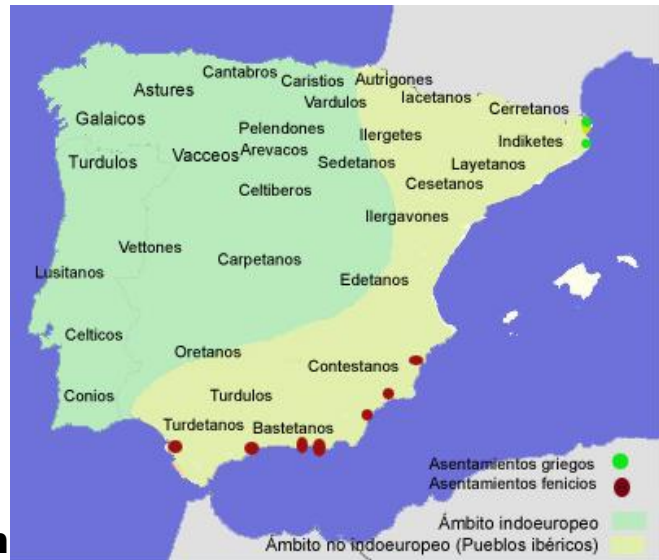 Cantabros
Caristios
Autrigones
Astures
Vardulos
Iacetanos
Cerretanos
Galaicos
Pelendones
Ilergetes
Indiketes
Turdulos
Vacceos
Arevacos
Sedetanos
Layetanos
Celtiberos
Cesetanos
Ilergavones
Vettones
Carpetanos
Lusitanos
Edetanos
Celticos
Oretanos
Contestanos
Conios
Turdulos
Turdetanos
Bastetanos
Asentamientos griegos
Asentamientos fenicios
Ámbito indoeuropeo
Ámbito no indoeuropeo (Pueblos ibéricos)